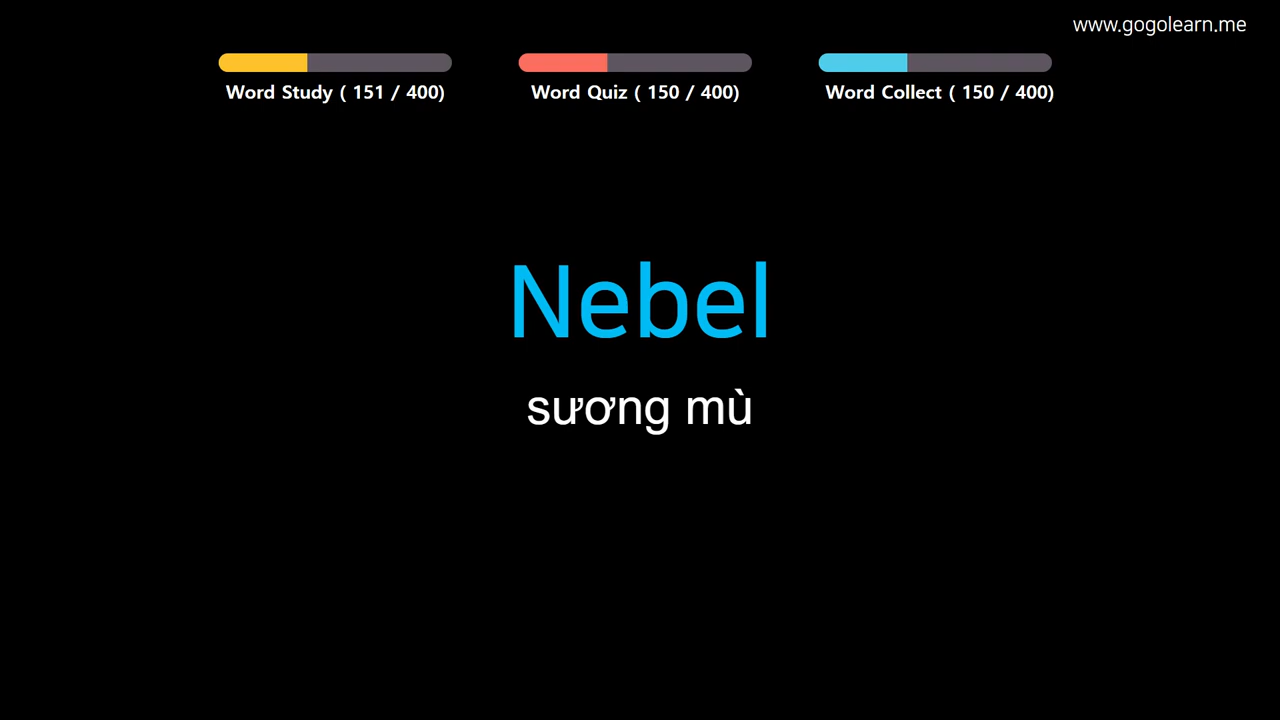 www.gogolearn.me
Word Study ( 151 / 400)
Word Quiz ( 150 / 400)
Word Collect ( 150 / 400)
Nebel
sương mù